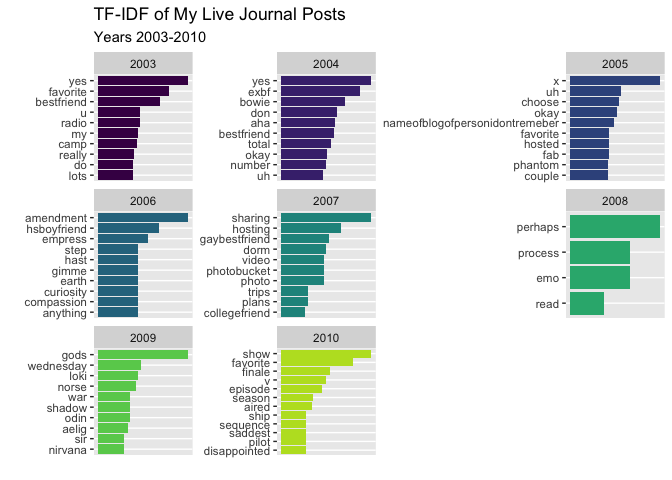 TF-IDF of My Live Journal Posts
Years 2003-2010
2003
yes
favorite
bestfriend
u
radio
my
camp
really
do
lots
2004
yes
exbf
bowie
don
aha
bestfriend
total
okay
number
uh
2005
x
uh
choose
okay
nameofblogofpersonidontremeber
favorite
hosted
fab
phantom
couple
2006
amendment
hsboyfriend
empress
step
hast
gimme
earth
curiosity
compassion
anything
2007
sharing
hosting
gaybestfriend
dorm
video
photobucket
photo
trips
plans
collegefriend
2008
perhaps
process
emo
read
2009
gods
wednesday
loki
norse
war
shadow
odin
aelig
sir
nirvana
2010
show
favorite
finale
v
episode
season
aired
ship
sequence
saddest
pilot
disappointed